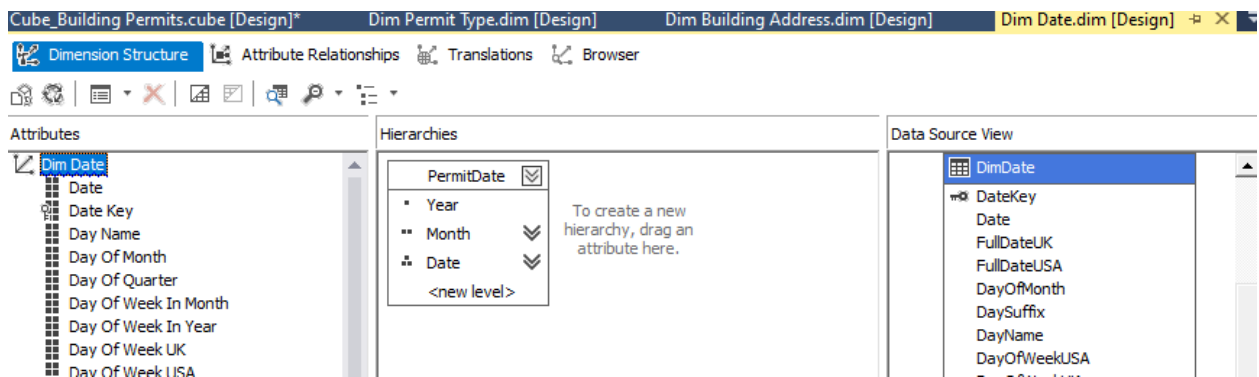 Cube_Building Permits.cube [Design]* Dim Permit Type.dim [Design] Dim Building Address.dim [Design] Dim Date.dim [Design]
Dimension Structure Attribute Relationships Translations Browser
Attributes
Dim Date
Date
Date Key
Day Name
Day Of Month
Day Of Quarter
Day Of Week In Month
Day Of Week In Year
Day Of Week UK
Day Of Week USA
Hierarchies
PermitDate
Year
Month
Date
<new level>
To create a new
hierarchy, drag an
attribute here.
Data Source View
DimDate
DateKey
Date
FullDateUK
FullDateUSA
DayOfMonth
DaySuffix
DayName
DayOfWeekUSA